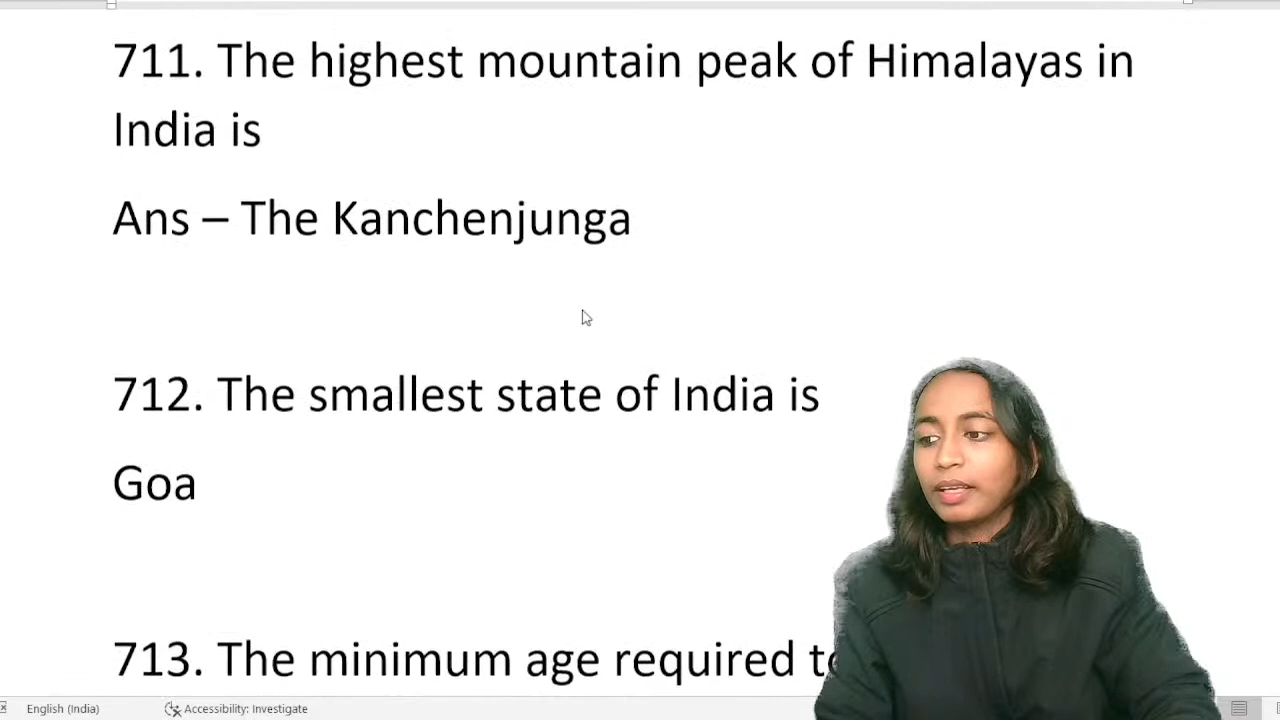 711. The highest mountain peak of Himalayas in
India is
Ans – The Kanchenjunga
712. The smallest state of India is
Goa
713. The minimum age required
English (India) Accessibility: Investigate